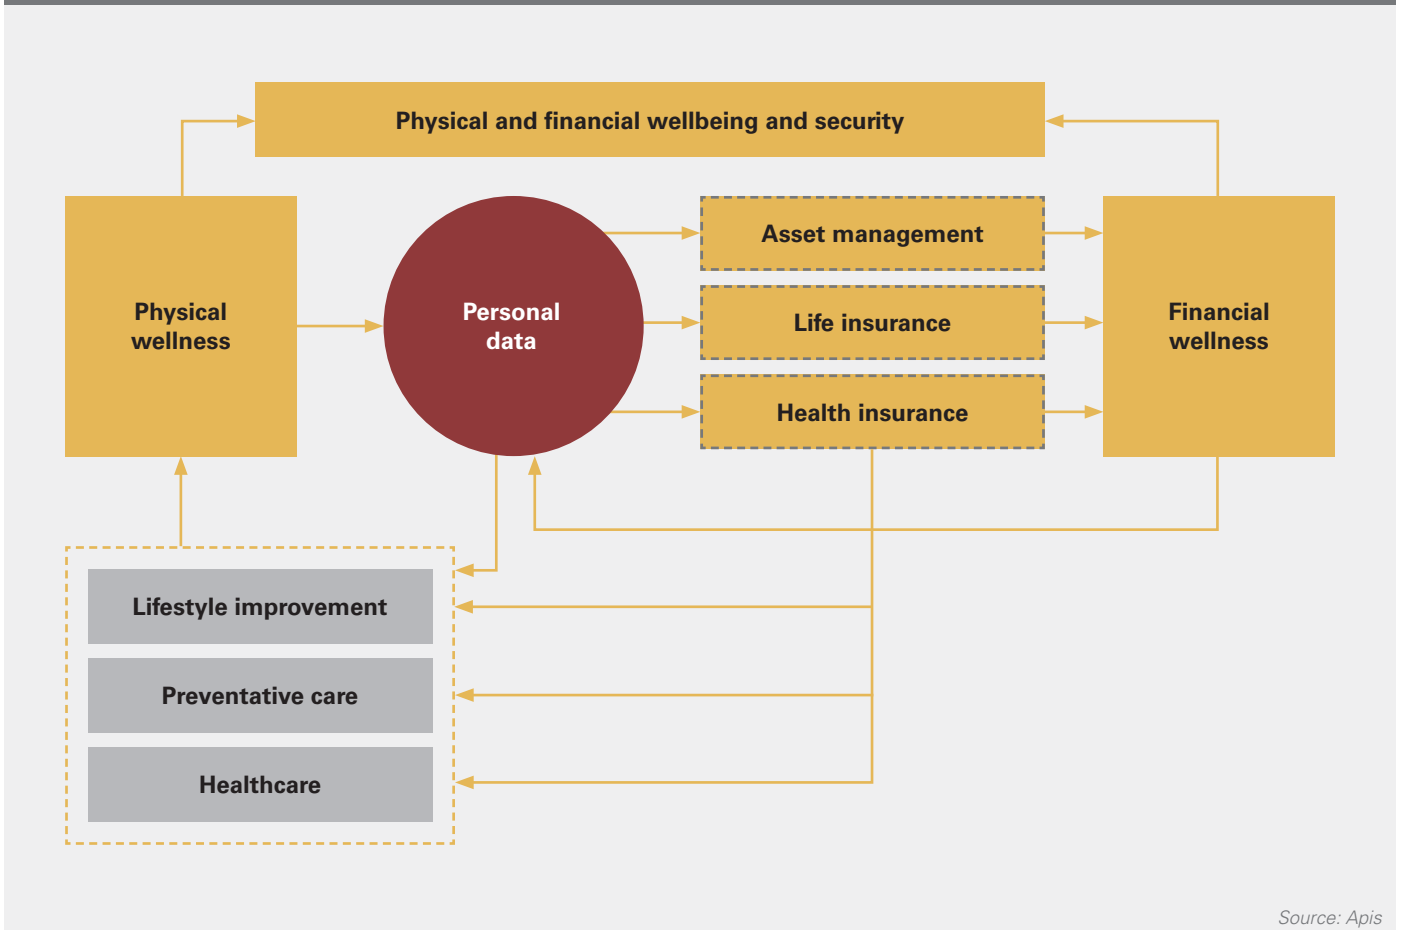 Physical and financial wellbeing and security
Physical
wellness
Personal
data
Asset management
Life insurance
Health insurance
Financial
wellness
Lifestyle improvement
Preventative care
Healthcare
Source: Apis